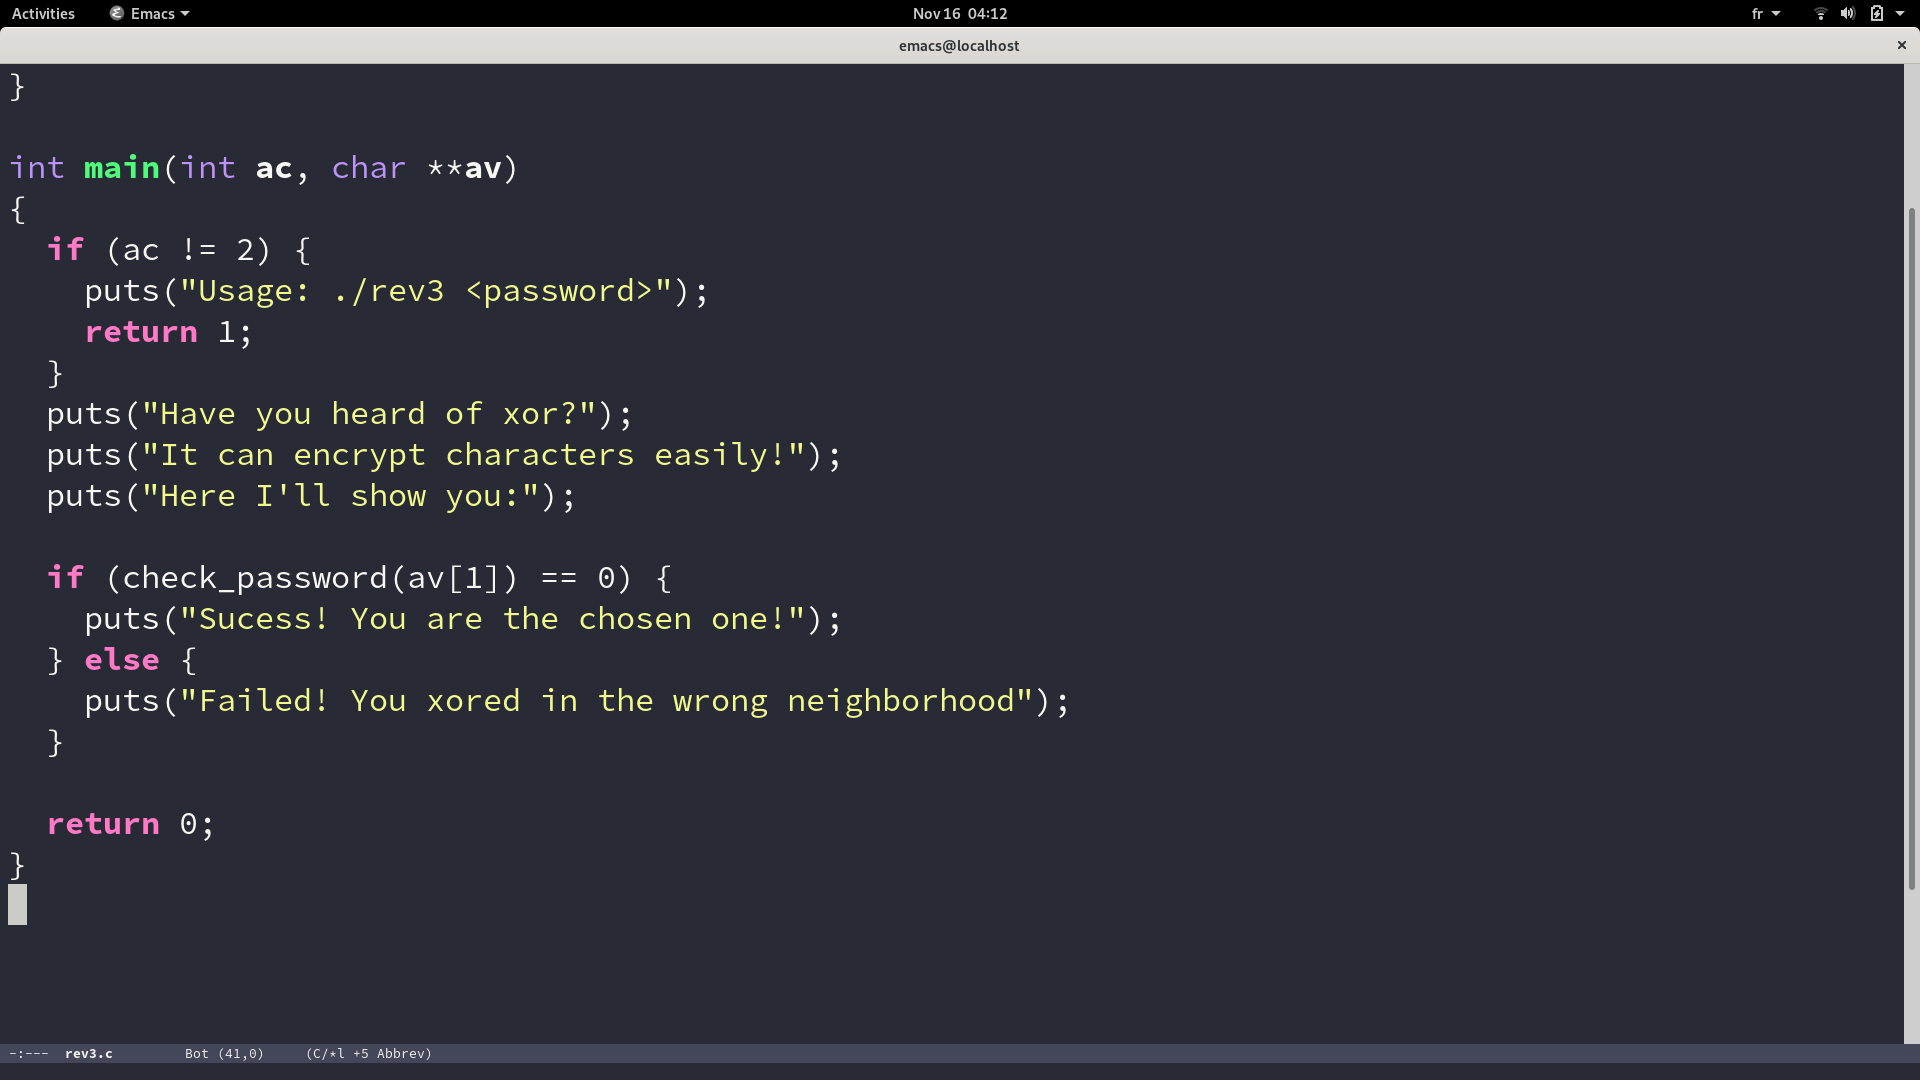 Activities Emacs Nov 16 04:12 fr
emacs@localhost ×
}
int main(int ac, char **av)
{
  if (ac != 2) {
    puts("Usage: ./rev3 <password>");
    return 1;
  }
  puts("Have you heard of xor?");
  puts("It can encrypt characters easily!");
  puts("Here I'll show you:");
  if (check_password(av[1]) == 0) {
    puts("Sucess! You are the chosen one!");
  } else {
    puts("Failed! You xored in the wrong neighborhood");
  }
  return 0;
}
-:--- rev3.c Bot (41,0) (C/*l +5 Abbrev)